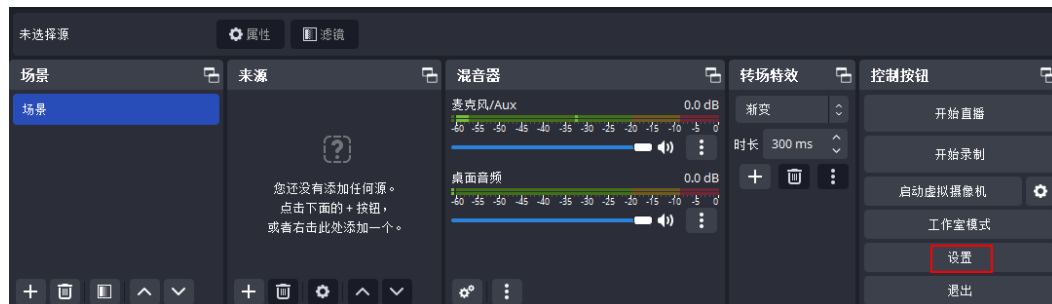 未选择源
属性
滤镜
场景
来源
混音器
转场特效
控制按钮
场景
您还没有添加任何源。
点击下面的 + 按钮，
或者右击此处添加一个。
麦克风/Aux
0.0 dB
-60 -55 -50 -45 -40 -35 -30 -25 -20 -15 -10 -5 0
桌面音频
0.0 dB
-60 -55 -50 -45 -40 -35 -30 -25 -20 -15 -10 -5 0
渐变
时长 300 ms
开始直播
开始录制
启动虚拟摄像机
工作室模式
设置
退出